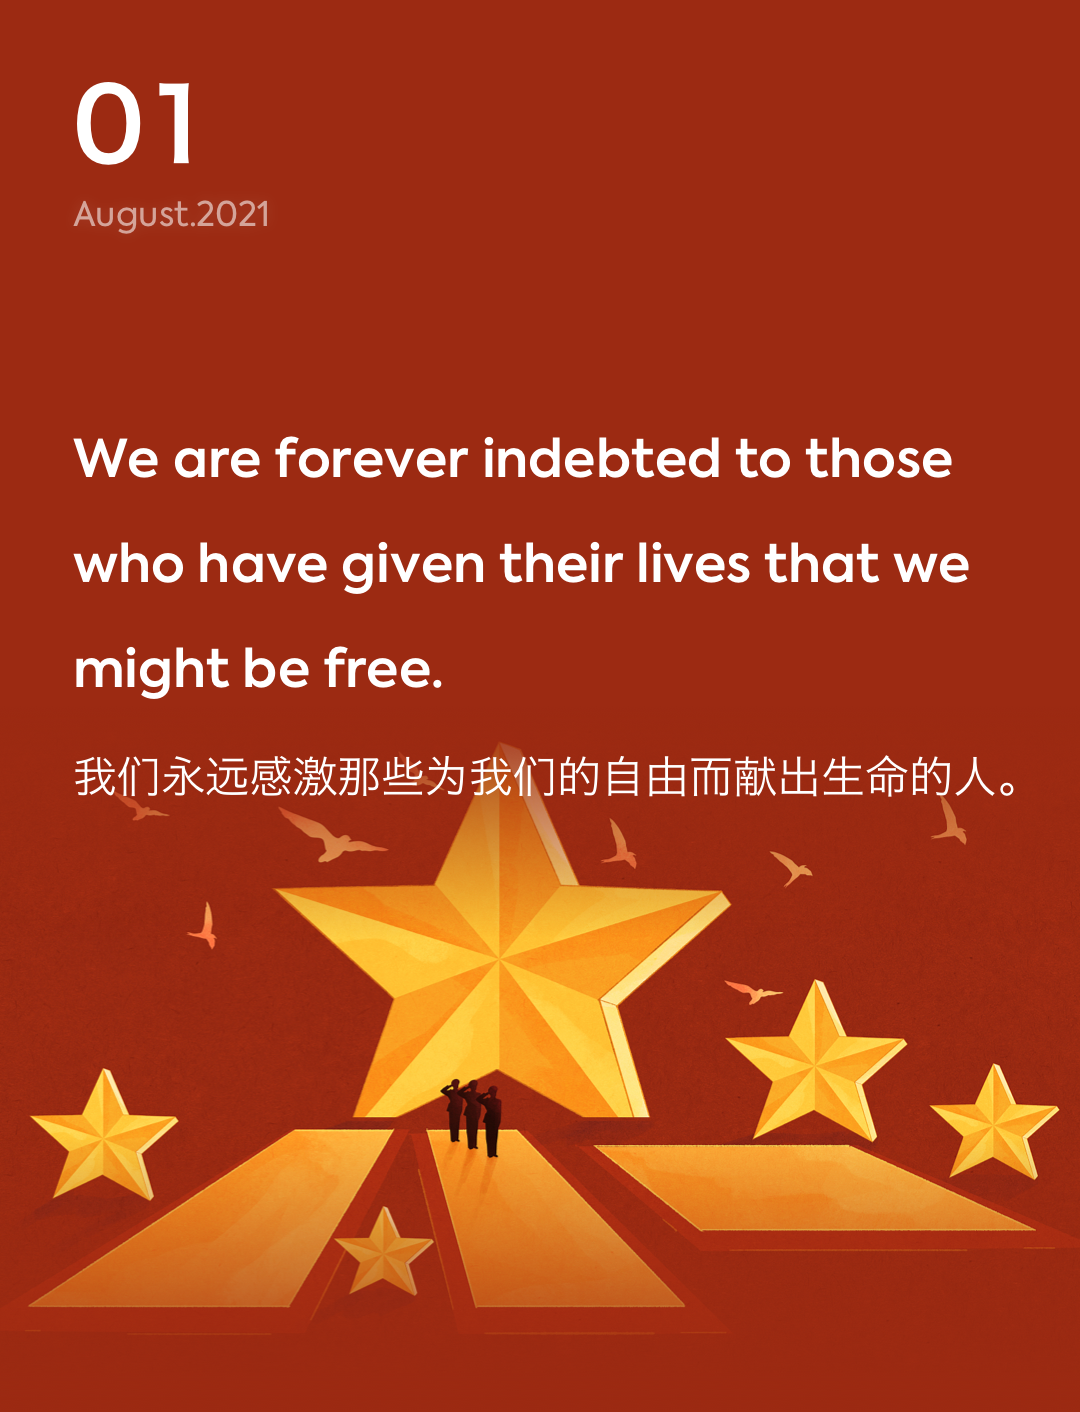 01
August.2021
We are forever indebted to those
who have given their lives that we
might be free.
我们永远感激那些为我们的自由而献出生命的人。